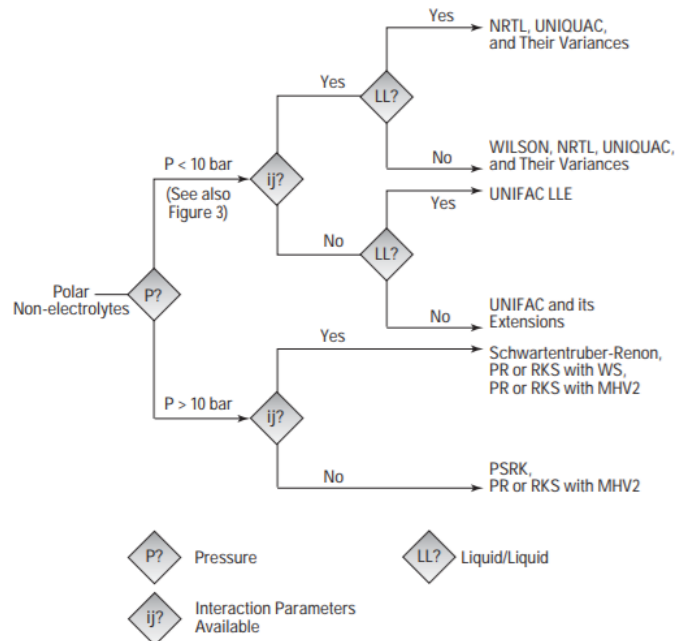 Yes
NRTL, UNIQUAC,
and Their Variances
Yes
LL?
P < 10 bar
No
WILSON, NRTL, UNIQUAC,
and Their Variances
ij?
(See also
Figure 3)
Yes
UNIFAC LLE
No
LL?
Polar
Non-electrolytes
P?
No
UNIFAC and its
Extensions
Yes
Schwartentruber-Renon,
PR or RKS with WS,
PR or RKS with MHV2
P > 10 bar
ij?
No
PSRK,
PR or RKS with MHV2
P?
Pressure
LL?
Liquid/Liquid
ij?
Interaction Parameters
Available